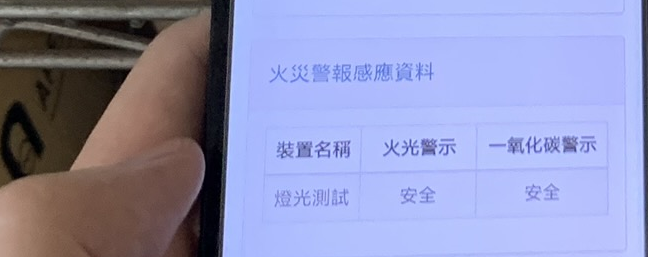 火災警報感應資料
裝置名稱 火光警示 一氧化碳警示
燈光測試 安全 安全